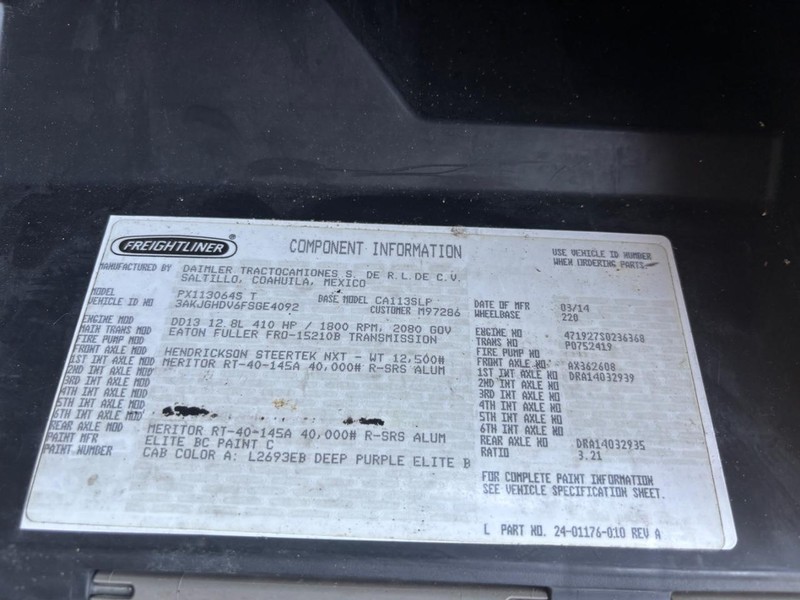 FREIGHTLINER ®
COMPONENT INFORMATION
USE VEHICLE ID NUMBER
WHEN ORDERING PARTS
MANUFACTURED BY DAIMLER TRACTOCAMIONES S. DE R.L. DE C.V.
SALTILLO, COAHUILA, MEXICO
MODEL PX113064S T BASE MODEL CA113SLP DATE OF MFR 03/14
VEHICLE ID NO 3AKJGHDV6FSGE4092 CUSTOMER M97286 WHEELBASE 220
ENGINE MOD DD13 12.8L 410 HP / 1800 RPM, 2080 GOV ENGINE NO 471927S0236368
MAIN TRANS MOD EATON FULLER FRO-15210B TRANSMISSION TRANS NO P0752419
FIRE PUMP MOD FIRE PUMP NO
FRONT AXLE MOD HENDRICKSON STEERTEK NXT - WT 12,500# FRONT AXLE NO AX362608
1ST INT AXLE MOD MERITOR RT-40-145A 40,000# R-SRS ALUM 1ST INT AXLE NO DRA14032939
2ND INT AXLE MOD 2ND INT AXLE NO
3RD INT AXLE MOD 3RD INT AXLE NO
4TH INT AXLE MOD 4TH INT AXLE NO
5TH INT AXLE MOD 5TH INT AXLE NO
6TH INT AXLE MOD 6TH INT AXLE NO
REAR AXLE MOD MERITOR RT-40-145A 40,000# R-SRS ALUM REAR AXLE NO DRA14032935
PAINT MFR ELITE BC PAINT C RATIO 3.21
PAINT NUMBER CAB COLOR A: L2693EB DEEP PURPLE ELITE B
FOR COMPLETE PAINT INFORMATION
SEE VEHICLE SPECIFICATION SHEET.
L PART NO. 24-01176-010 REV A